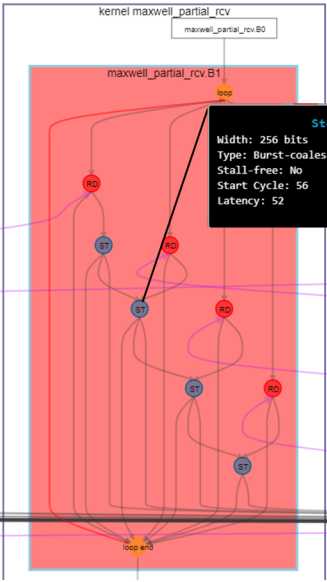 kernel maxwell_partial_rcv
maxwell_partial_rcv.B0
maxwell_partial_rcv.B1
loop
St
Width: 256 bits
Type: Burst-coales
Stall-free: No
Start Cycle: 56
Latency: 52
RD
ST
RD
ST
RD
ST
RD
ST
loop end